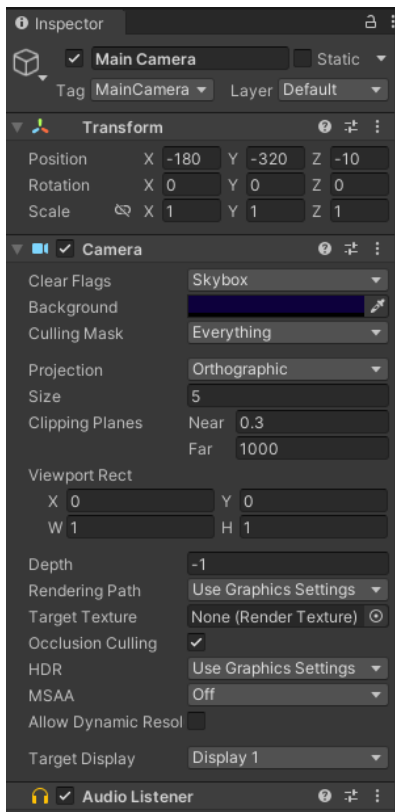 Inspector
Main Camera Static
Tag MainCamera Layer Default
Transform
Position X -180 Y -320 Z -10
Rotation X 0 Y 0 Z 0
Scale X 1 Y 1 Z 1
Camera
Clear Flags Skybox
Background
Culling Mask Everything
Projection Orthographic
Size 5
Clipping Planes Near 0.3
Far 1000
Viewport Rect
X 0 Y 0
W 1 H 1
Depth -1
Rendering Path Use Graphics Settings
Target Texture None (Render Texture)
Occlusion Culling
HDR Use Graphics Settings
MSAA Off
Allow Dynamic Resol
Target Display Display 1
Audio Listener